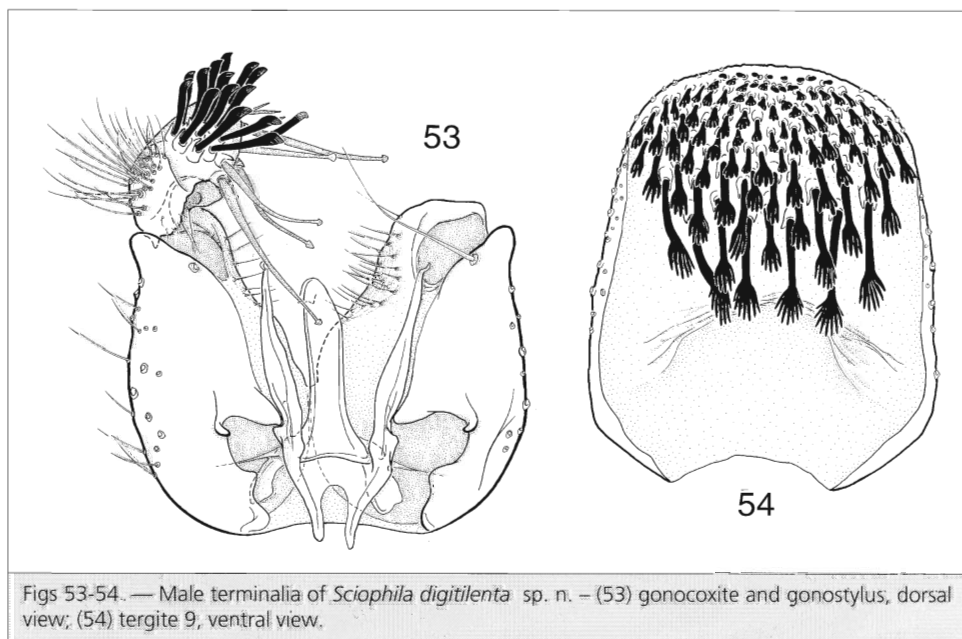 53
54
Figs 53-54. — Male terminalia of Sciophila digitilenta sp. n. – (53) gonocoxite and gonostylus, dorsal
view; (54) tergite 9, ventral view.